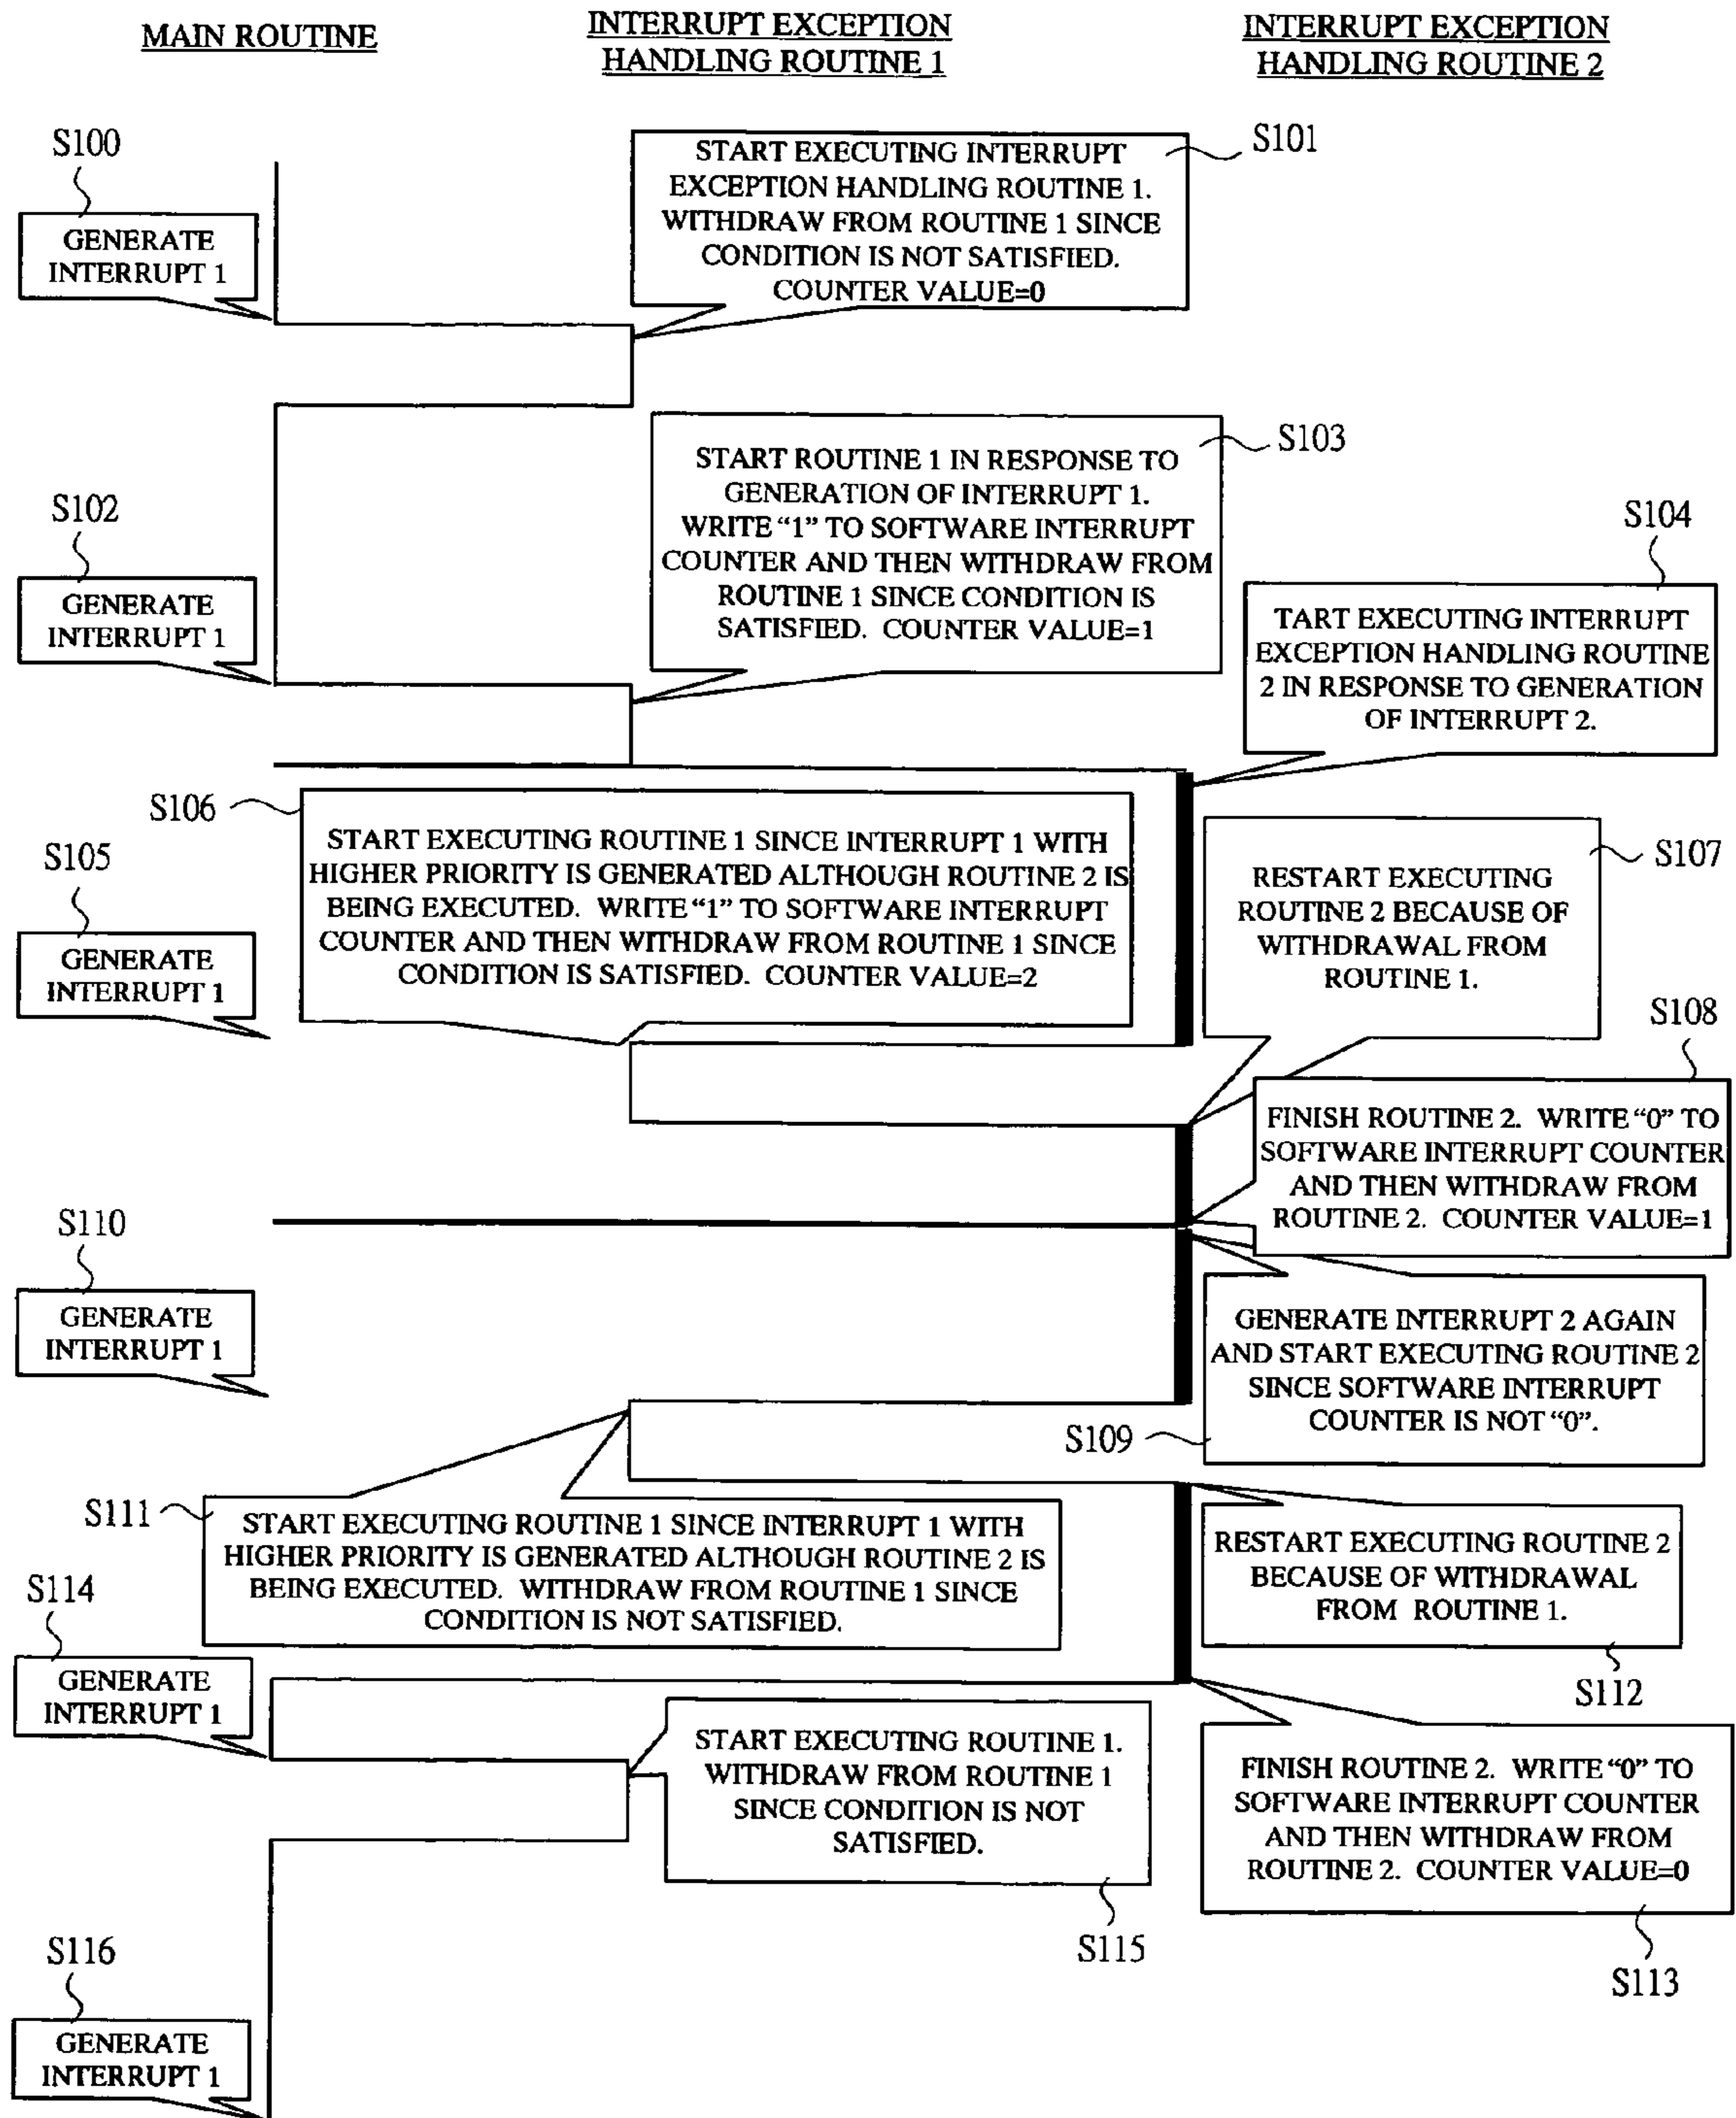 MAIN ROUTINE
INTERRUPT EXCEPTION
HANDLING ROUTINE 1
INTERRUPT EXCEPTION
HANDLING ROUTINE 2
S100
GENERATE
INTERRUPT 1
START EXECUTING INTERRUPT
EXCEPTION HANDLING ROUTINE 1.
WITHDRAW FROM ROUTINE 1 SINCE
CONDITION IS NOT SATISFIED.
COUNTER VALUE=0
S101
S102
GENERATE
INTERRUPT 1
START ROUTINE 1 IN RESPONSE TO
GENERATION OF INTERRUPT 1.
WRITE “1” TO SOFTWARE INTERRUPT
COUNTER AND THEN WITHDRAW FROM
ROUTINE 1 SINCE CONDITION IS
SATISFIED. COUNTER VALUE=1
S103
S104
TART EXECUTING INTERRUPT
EXCEPTION HANDLING ROUTINE
2 IN RESPONSE TO GENERATION
OF INTERRUPT 2.
S105
GENERATE
INTERRUPT 1
S106
START EXECUTING ROUTINE 1 SINCE INTERRUPT 1 WITH
HIGHER PRIORITY IS GENERATED ALTHOUGH ROUTINE 2 IS
BEING EXECUTED. WRITE “1” TO SOFTWARE INTERRUPT
COUNTER AND THEN WITHDRAW FROM ROUTINE 1 SINCE
CONDITION IS SATISFIED. COUNTER VALUE=2
S107
RESTART EXECUTING
ROUTINE 2 BECAUSE OF
WITHDRAWAL FROM
ROUTINE 1.
S108
FINISH ROUTINE 2. WRITE “0” TO
SOFTWARE INTERRUPT COUNTER
AND THEN WITHDRAW FROM
ROUTINE 2. COUNTER VALUE=1
S110
GENERATE
INTERRUPT 1
GENERATE INTERRUPT 2 AGAIN
AND START EXECUTING ROUTINE 2
SINCE SOFTWARE INTERRUPT
COUNTER IS NOT “0”.
S109
S111
START EXECUTING ROUTINE 1 SINCE INTERRUPT 1 WITH
HIGHER PRIORITY IS GENERATED ALTHOUGH ROUTINE 2 IS
BEING EXECUTED. WITHDRAW FROM ROUTINE 1 SINCE
CONDITION IS NOT SATISFIED.
RESTART EXECUTING ROUTINE 2
BECAUSE OF WITHDRAWAL
FROM ROUTINE 1.
S112
S114
GENERATE
INTERRUPT 1
START EXECUTING ROUTINE 1.
WITHDRAW FROM ROUTINE 1
SINCE CONDITION IS NOT
SATISFIED.
S115
FINISH ROUTINE 2. WRITE “0” TO
SOFTWARE INTERRUPT COUNTER
AND THEN WITHDRAW FROM
ROUTINE 2. COUNTER VALUE=0
S113
S116
GENERATE
INTERRUPT 1